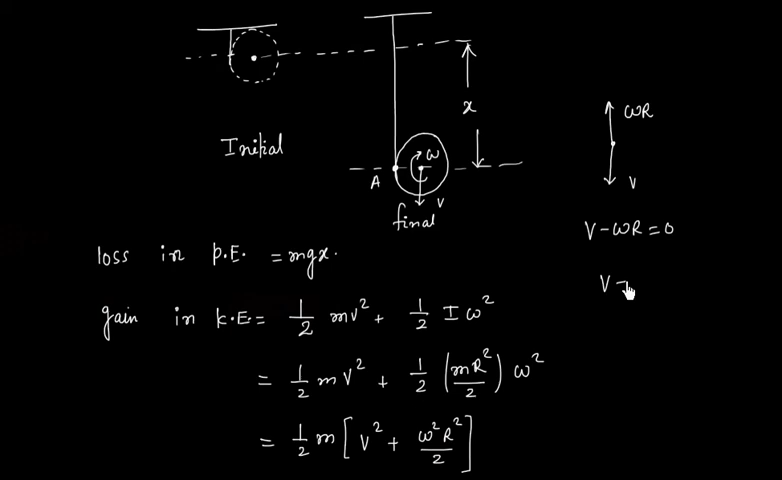 x
ωR
Initial
ω
A
V
V
final
V - ωR = 0
loss in p.E. = mgx.
V =
gain in k.E. = 1/2 mv² + 1/2 I ω²
= 1/2 mV² + 1/2 (mR²/2) ω²
= 1/2 m [V² + ω²R²/2]